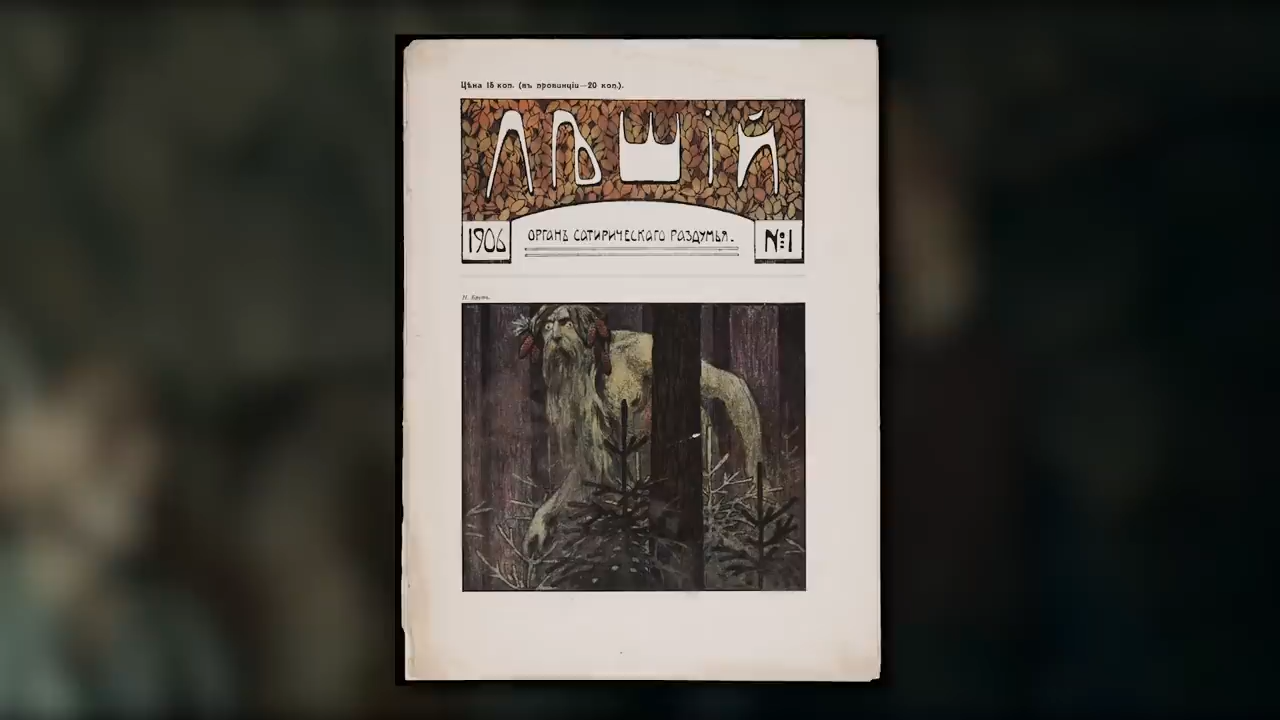 Цѣна 15 коп. (въ провинціи—20 коп.).
ЛѢШІЙ
1906
ОРГАНЪ САТИРИЧЕСКАГО РАЗДУМЬЯ.
№1